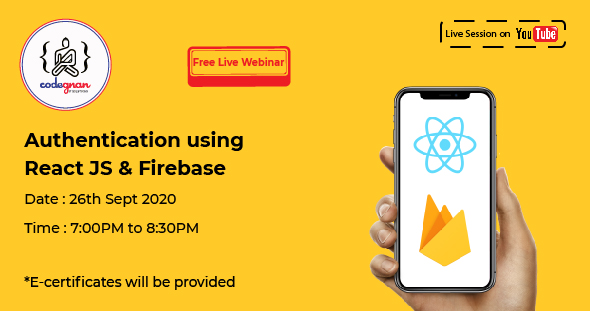 codegnan
Free Live Webinar
Live Session on YouTube
Authentication using
React JS & Firebase
Date : 26th Sept 2020
Time : 7:00PM to 8:30PM
*E-certificates will be provided